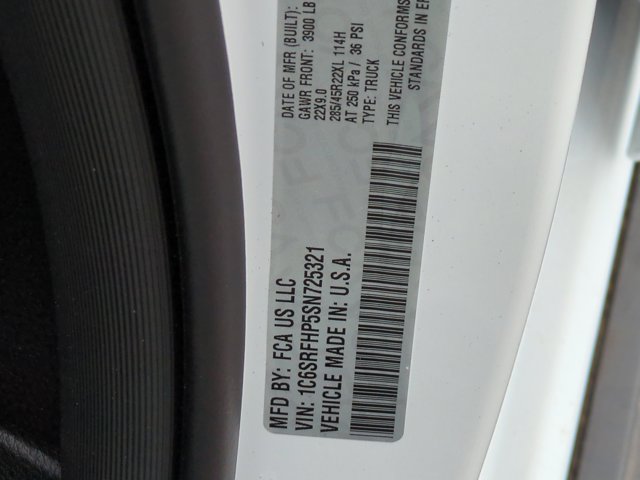 MFD BY: FCA US LLC
VIN: 1C6SRFHP5SN725321
VEHICLE MADE IN: U.S.A.
DATE OF MFR (BUILT):
GAWR FRONT: 3900 LB
22X9.0
285/45R22XL 114H
AT 250 kPa / 36 PSI
TYPE: TRUCK
THIS VEHICLE CONFORMS
STANDARDS IN